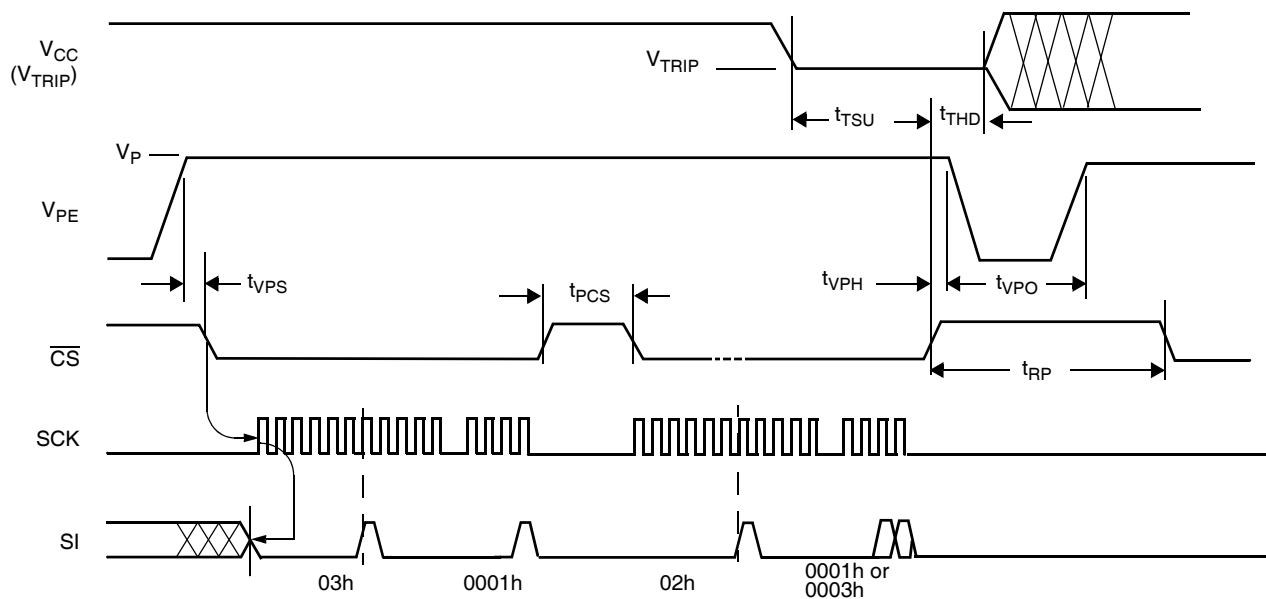 VCC
(VTRIP)
VTRIP
tTSU
tTHD
VP
VPE
tVPS
tPCS
tVPH
tVPO
CS
tRP
SCK
SI
03h
0001h
02h
0001h or
0003h